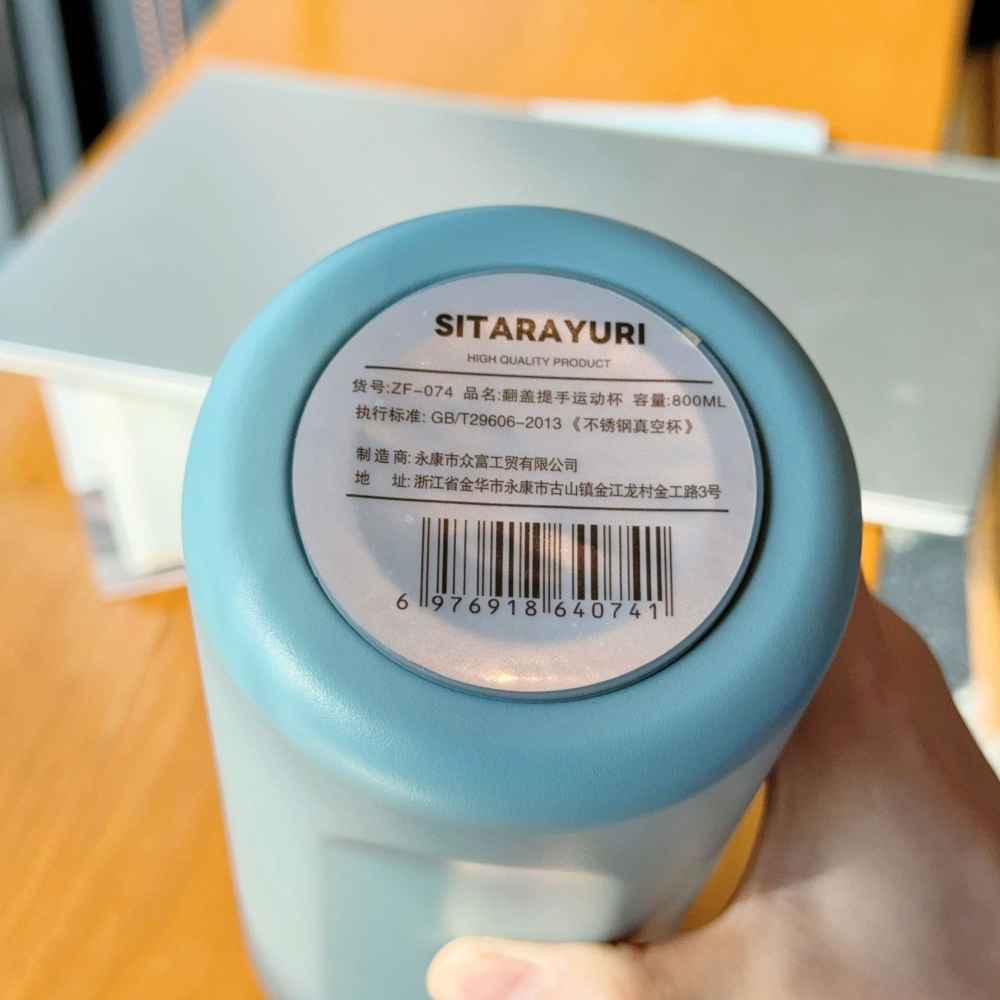 SITARAYURI
HIGH QUALITY PRODUCT
货号:ZF-074 品名:翻盖提手运动杯 容量:800ML
执行标准: GB/T29606-2013《不锈钢真空杯》
制造商: 永康市众富工贸有限公司
地 址: 浙江省金华市永康市古山镇金江龙村金工路3号
6 976918 640741